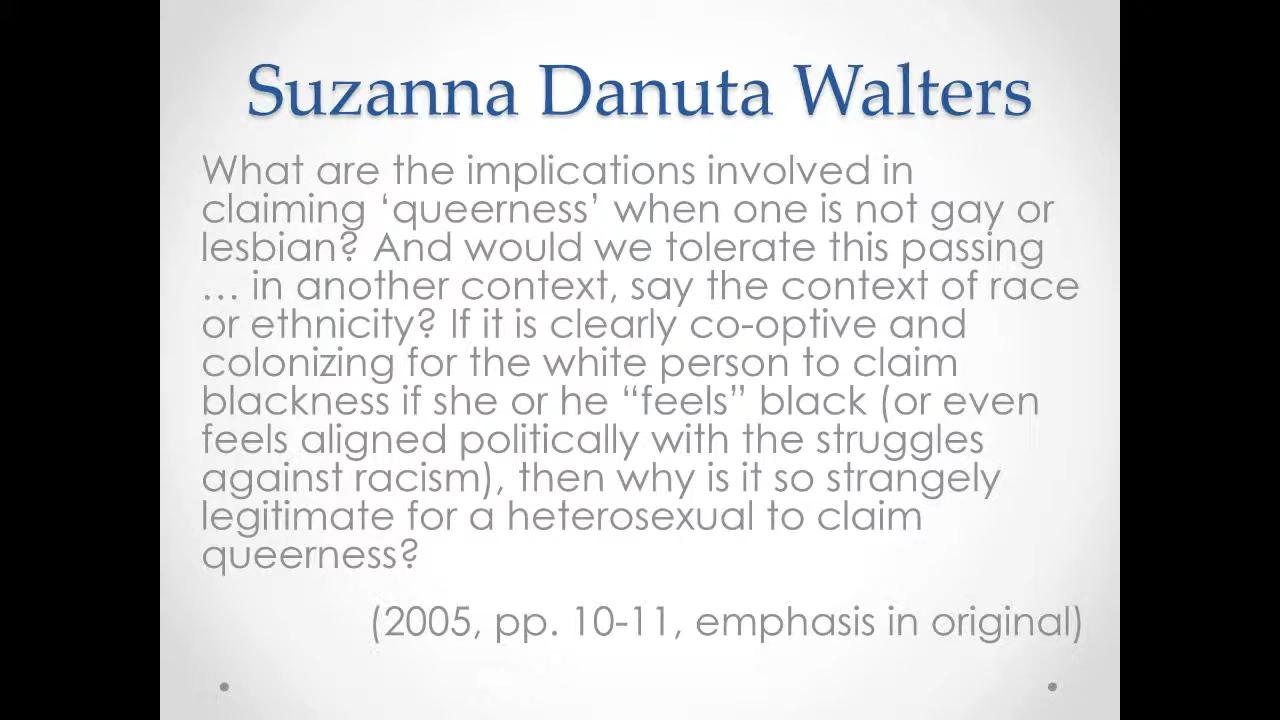 Suzanna Danuta Walters
What are the implications involved in
claiming ‘queerness’ when one is not gay or
lesbian? And would we tolerate this passing
… in another context, say the context of race
or ethnicity? If it is clearly co-optive and
colonizing for the white person to claim
blackness if she or he “feels” black (or even
feels aligned politically with the struggles
against racism), then why is it so strangely
legitimate for a heterosexual to claim
queerness?
(2005, pp. 10-11, emphasis in original)